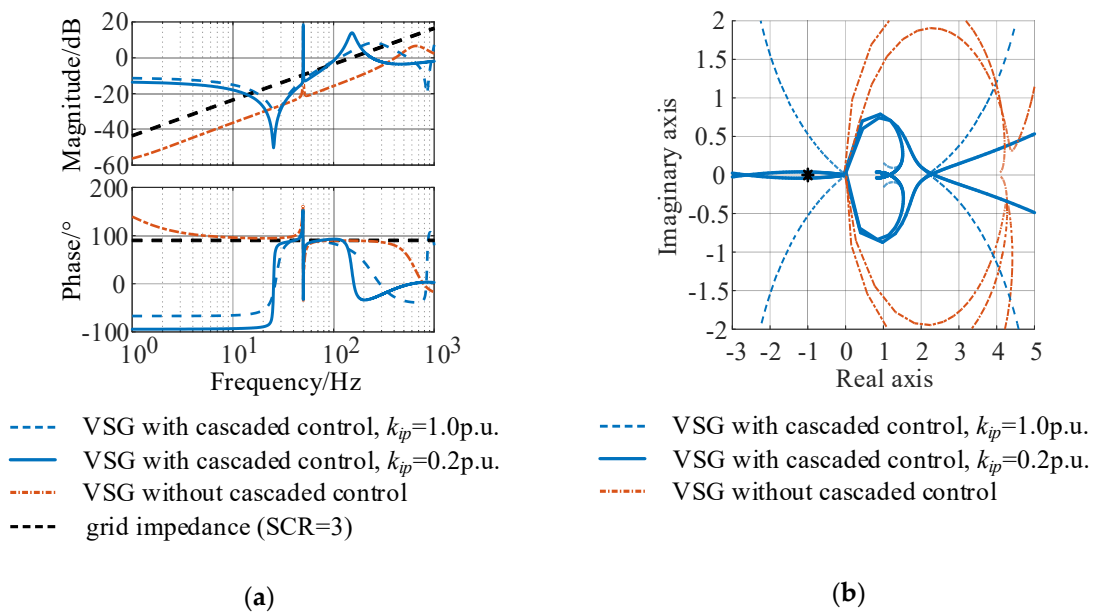 20
0
-20
-40
-60
Magnitude/dB
200
100
0
-100
Phase/°
10^0 10^1 10^2 10^3
Frequency/Hz
2
1.5
1
0.5
0
-0.5
-1
-1.5
-2
Imaginary axis
-3 -2 -1 0 1 2 3 4 5
Real axis
VSG with cascaded control, k_ip=1.0p.u.
VSG with cascaded control, k_ip=0.2p.u.
VSG without cascaded control
grid impedance (SCR=3)
VSG with cascaded control, k_ip=1.0p.u.
VSG with cascaded control, k_ip=0.2p.u.
VSG without cascaded control
(a)
(b)